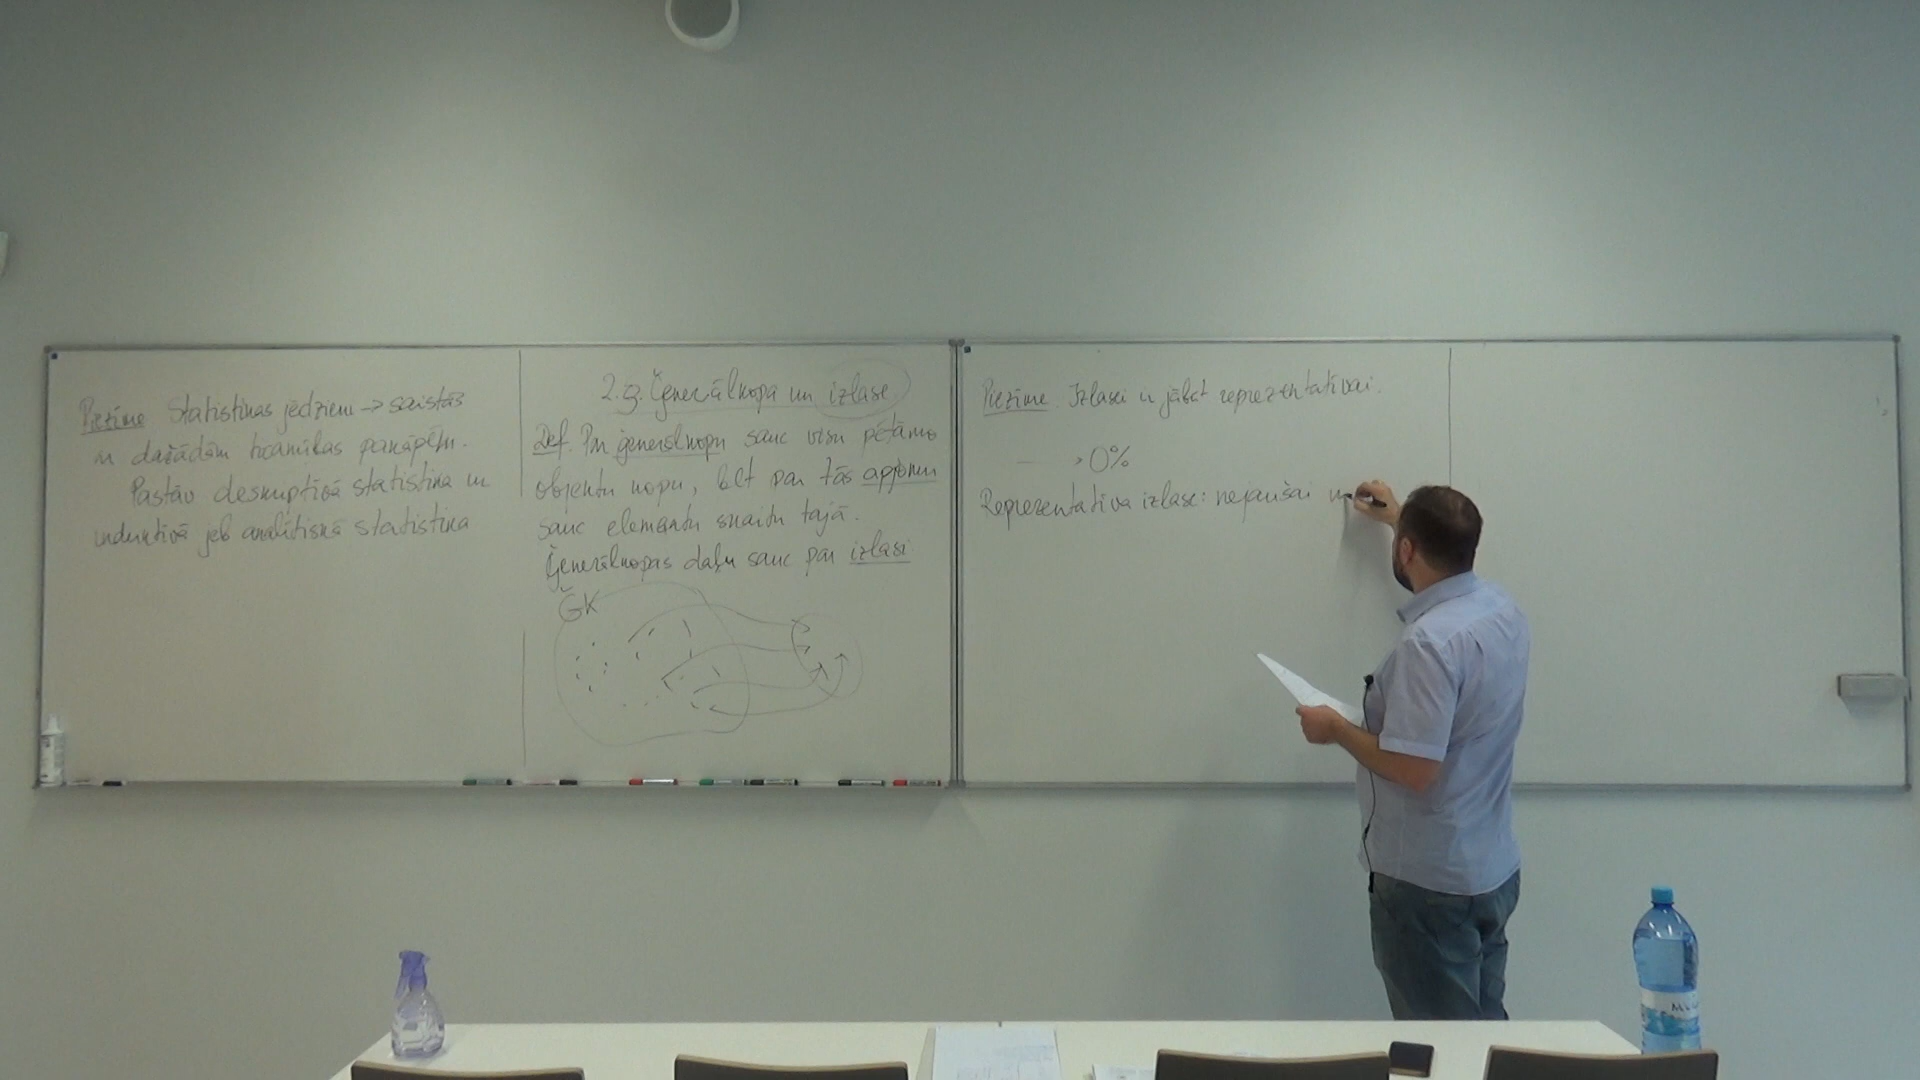 Piezīme Statistikas jēdzieni → saistās
ar dažādām
Pastāv deskriptīvā statistika un
induktīvā jeb analītiskā statistika
2.3. Ģenerālkopa un izlase
Def. Par ģenerālkopu sauc visu pētāmo
objektu kopu, bet par tās apjomu
sauc elementu skaitu tajā.
Ģenerālkopas daļu sauc par izlasi
ĢK
Piezīme. Izlasei ir jābūt reprezentatīvai.
0%
Reprezentatīva izlase: nejaušai